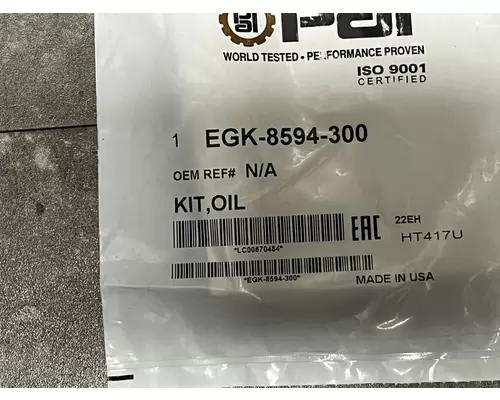 PAI
WORLD TESTED • PERFORMANCE PROVEN
ISO 9001
CERTIFIED
1 EGK-8594-300
OEM REF# N/A
KIT,OIL
EAC 22EH
HT417U
*LC00870484*
*EGK-8594-300* MADE IN USA